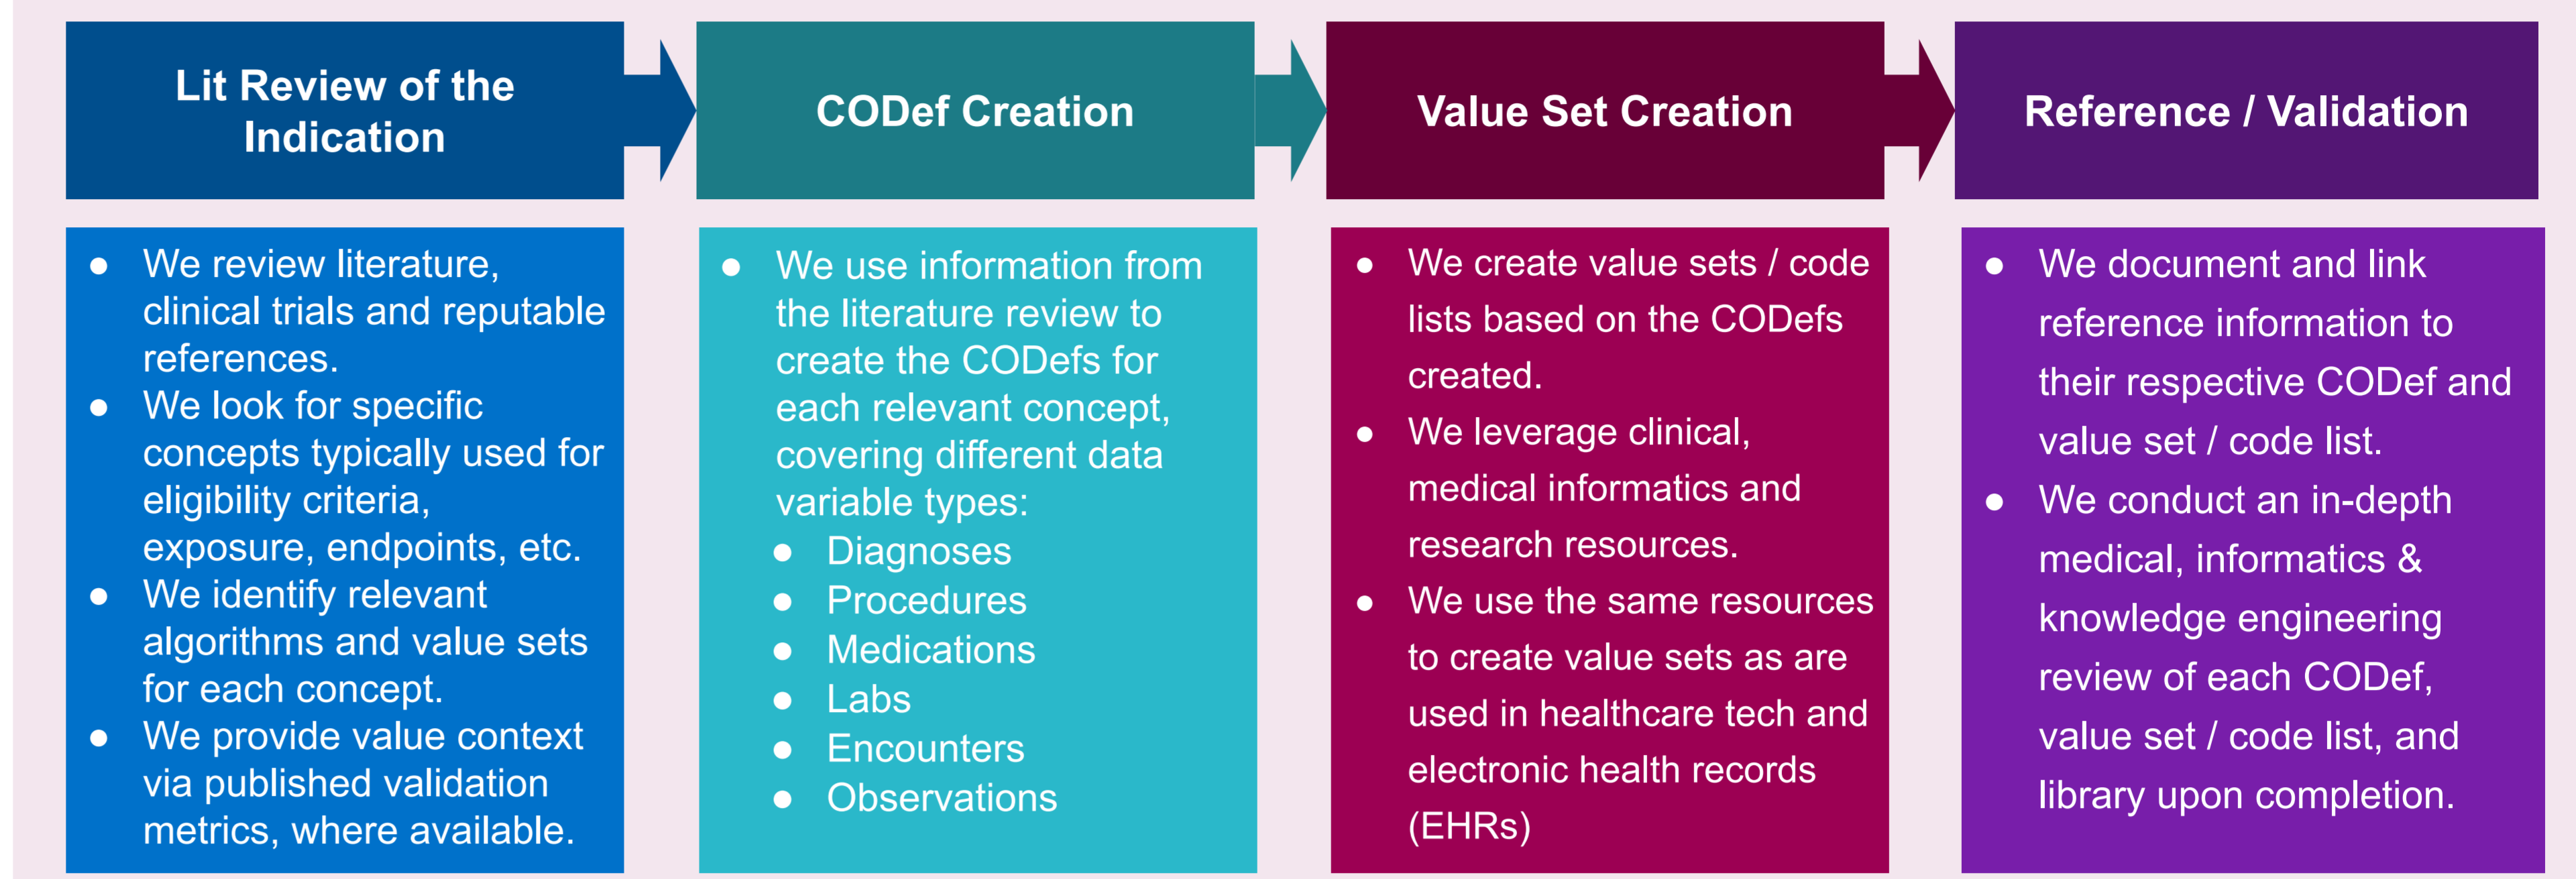 Lit Review of the
Indication
CODef Creation
Value Set Creation
Reference / Validation
● We review literature,
clinical trials and reputable
references.
● We look for specific
concepts typically used for
eligibility criteria,
exposure, endpoints, etc.
● We identify relevant
algorithms and value sets
for each concept.
● We provide value context
via published validation
metrics, where available.
● We use information from
the literature review to
create the CODefs for
each relevant concept,
covering different data
variable types:
● Diagnoses
● Procedures
● Medications
● Labs
● Encounters
● Observations
● We create value sets / code
lists based on the CODefs
created.
● We leverage clinical,
medical informatics and
research resources.
● We use the same resources
to create value sets as are
used in healthcare tech and
electronic health records
(EHRs)
● We document and link
reference information to
their respective CODef and
value set / code list.
● We conduct an in-depth
medical, informatics &
knowledge engineering
review of each CODef,
value set / code list, and
library upon completion.